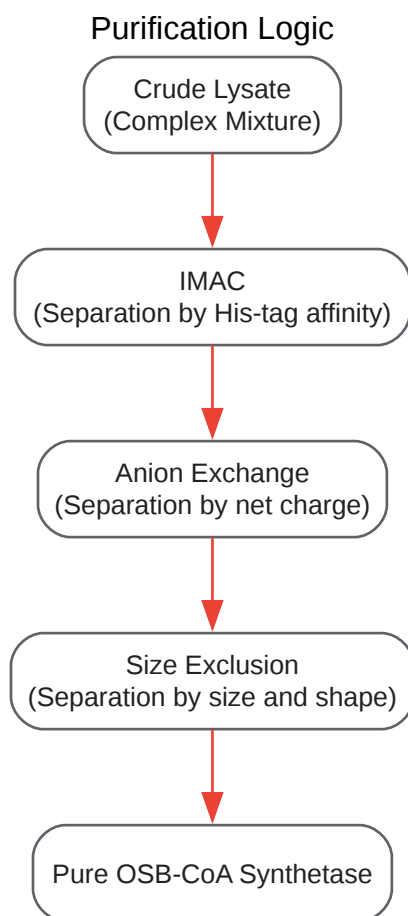 Purification Logic
Crude Lysate
(Complex Mixture)
IMAC
(Separation by His-tag affinity)
Anion Exchange
(Separation by net charge)
Size Exclusion
(Separation by size and shape)
Pure OSB-CoA Synthetase